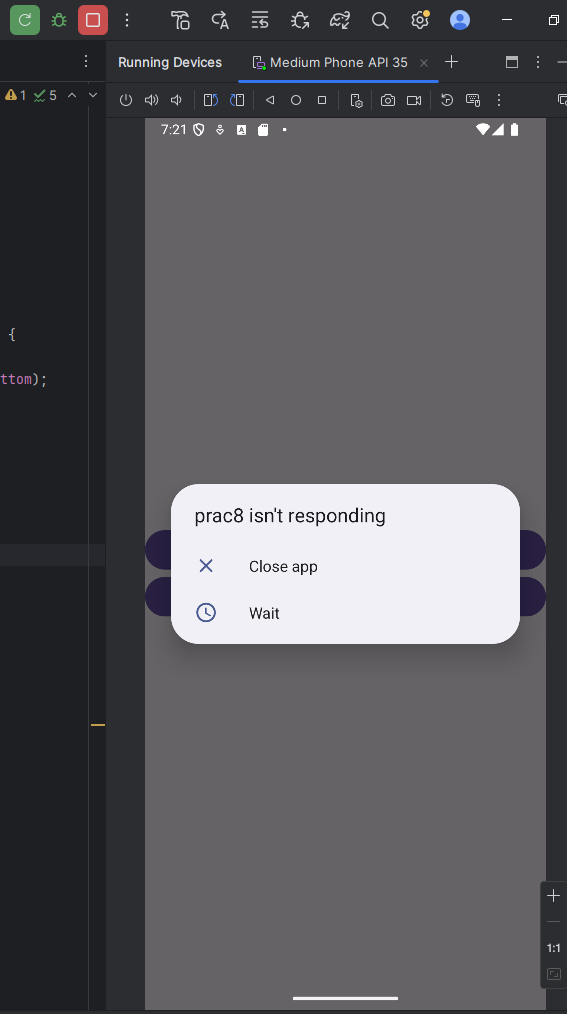 Running Devices
Medium Phone API 35
1 5
7:21
{
ttom);
prac8 isn't responding
Close app
Wait
1:1